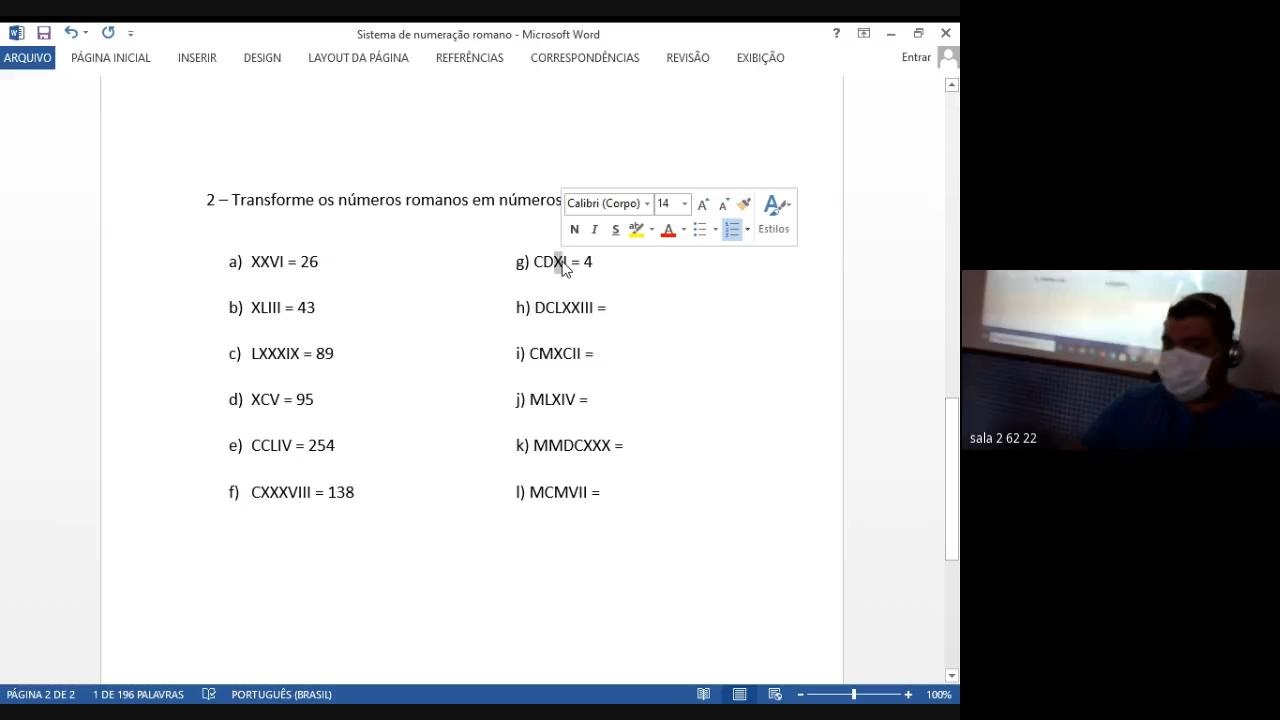 Sistema de numeração romano - Microsoft Word
?
ARQUIVO PÁGINA INICIAL INSERIR DESIGN LAYOUT DA PÁGINA REFERÊNCIAS CORRESPONDÊNCIAS REVISÃO EXIBIÇÃO Entrar
2 – Transforme os números romanos em números
Calibri (Corpo) 14
N I S Estilos
a) XXVI = 26
b) XLIII = 43
c) LXXXIX = 89
d) XCV = 95
e) CCLIV = 254
f) CXXXVIII = 138
g) CDXI = 4
h) DCLXXIII =
i) CMXCII =
j) MLXIV =
k) MMDCXXX =
l) MCMVII =
sala 2 62 22
PÁGINA 2 DE 2 1 DE 196 PALAVRAS PORTUGUÊS (BRASIL) 100%